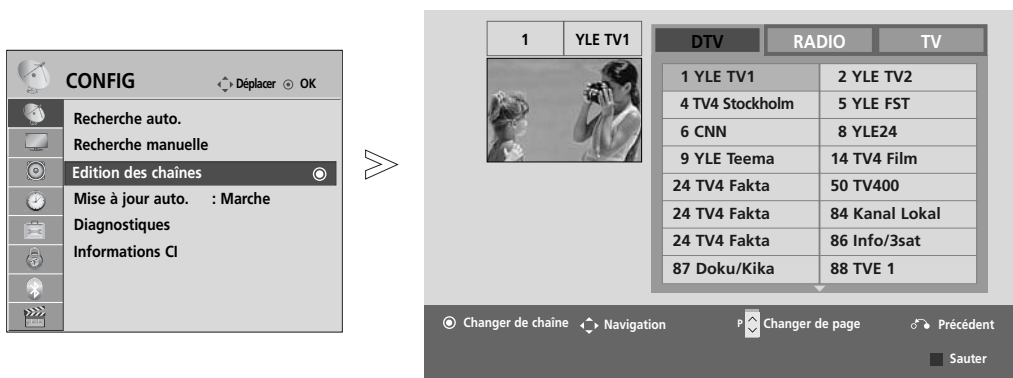 CONFIG Déplacer OK
Recherche auto.
Recherche manuelle
Edition des chaînes
Mise à jour auto. : Marche
Diagnostiques
Informations CI
1 YLE TV1
DTV RADIO TV
1 YLE TV1 2 YLE TV2
4 TV4 Stockholm 5 YLE FST
6 CNN 8 YLE24
9 YLE Teema 14 TV4 Film
24 TV4 Fakta 50 TV400
24 TV4 Fakta 84 Kanal Lokal
24 TV4 Fakta 86 Info/3sat
87 Doku/Kika 88 TVE 1
Changer de chaîne Navigation P Changer de page Précédent
Sauter